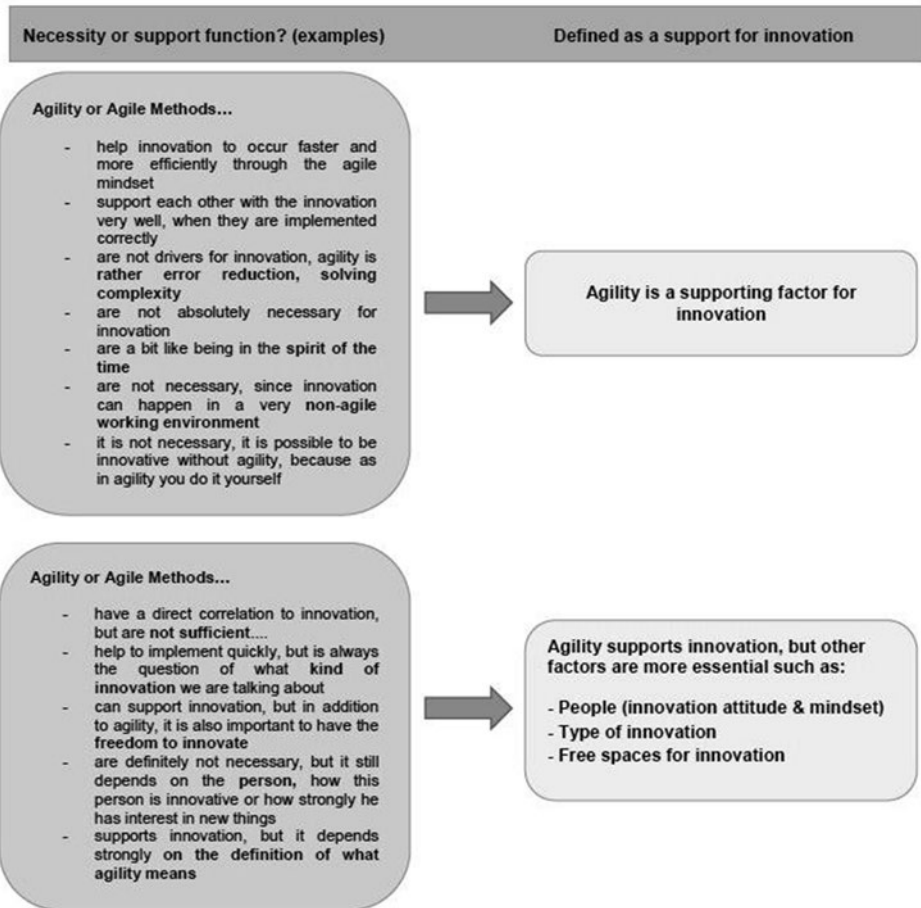 Necessity or support function? (examples)
Defined as a support for innovation
Agility or Agile Methods...
- help innovation to occur faster and
more efficiently through the agile
mindset
- support each other with the innovation
very well, when they are implemented
correctly
- are not drivers for innovation, agility is
rather error reduction, solving
complexity
- are not absolutely necessary for
innovation
- are a bit like being in the spirit of the
time
- are not necessary, since innovation
can happen in a very non-agile
working environment
- it is not necessary, it is possible to be
innovative without agility, because as
in agility you do it yourself
Agility is a supporting factor for
innovation
Agility or Agile Methods...
- have a direct correlation to innovation,
but are not sufficient....
- help to implement quickly, but is always
the question of what kind of
innovation we are talking about
- can support innovation, but in addition
to agility, it is also important to have the
freedom to innovate
- are definitely not necessary, but it still
depends on the person, how this
person is innovative or how strongly he
has interest in new things
- supports innovation, but it depends
strongly on the definition of what
agility means
Agility supports innovation, but other
factors are more essential such as:
- People (innovation attitude & mindset)
- Type of innovation
- Free spaces for innovation